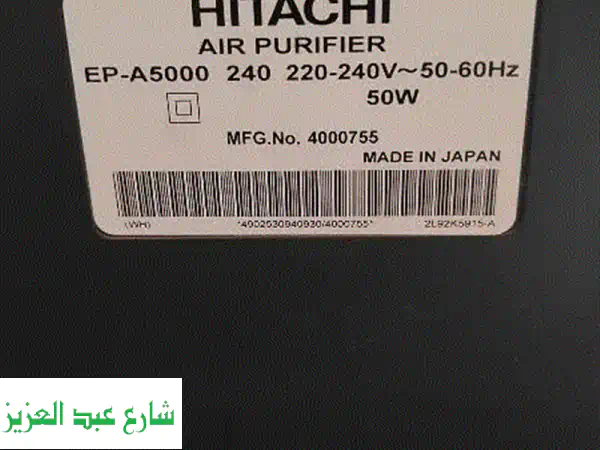 HITACHI
AIR PURIFIER
EP-A5000 240 220-240V~50-60Hz
50W
MFG.No. 4000755
MADE IN JAPAN
(WH) *4902530940930/4000755* 2L92K5915-A
شارع عبد العزيز